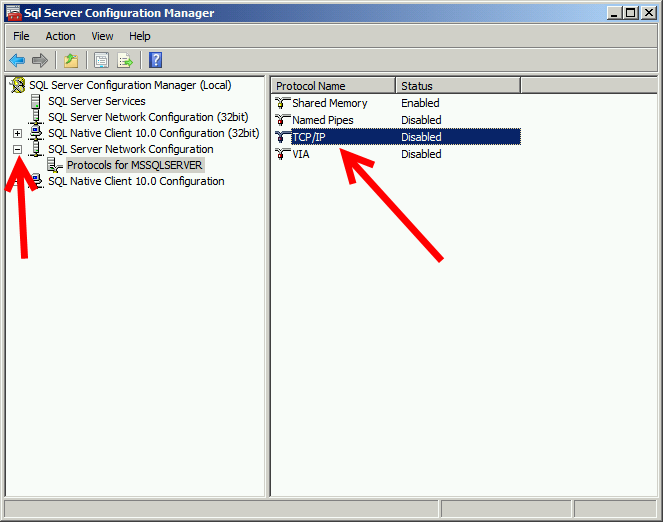 Sql Server Configuration Manager
File Action View Help
SQL Server Configuration Manager (Local)
SQL Server Services
SQL Server Network Configuration (32bit)
SQL Native Client 10.0 Configuration (32bit)
SQL Server Network Configuration
Protocols for MSSQLSERVER
SQL Native Client 10.0 Configuration
Protocol Name Status
Shared Memory Enabled
Named Pipes Disabled
TCP/IP Disabled
VIA Disabled